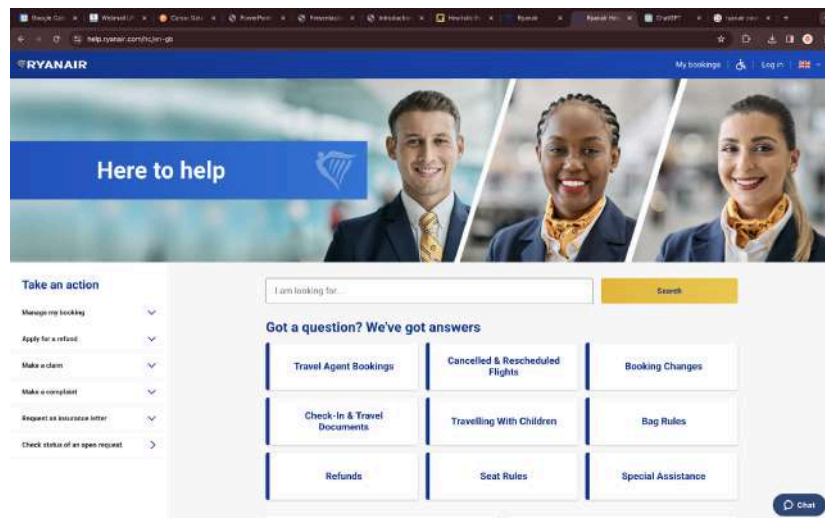 Ryanair
ChatGPT
help.ryanair.com/hc/en-gb
RYANAIR
My bookings
Log in
Here to help
Take an action
Manage my booking
Apply for a refund
Make a claim
Make a complaint
Request an insurance letter
Check status of an open request
I am looking for...
Search
Got a question? We've got answers
Travel Agent Bookings
Cancelled & Rescheduled
Flights
Booking Changes
Check-In & Travel
Documents
Travelling With Children
Bag Rules
Refunds
Seat Rules
Special Assistance
Chat